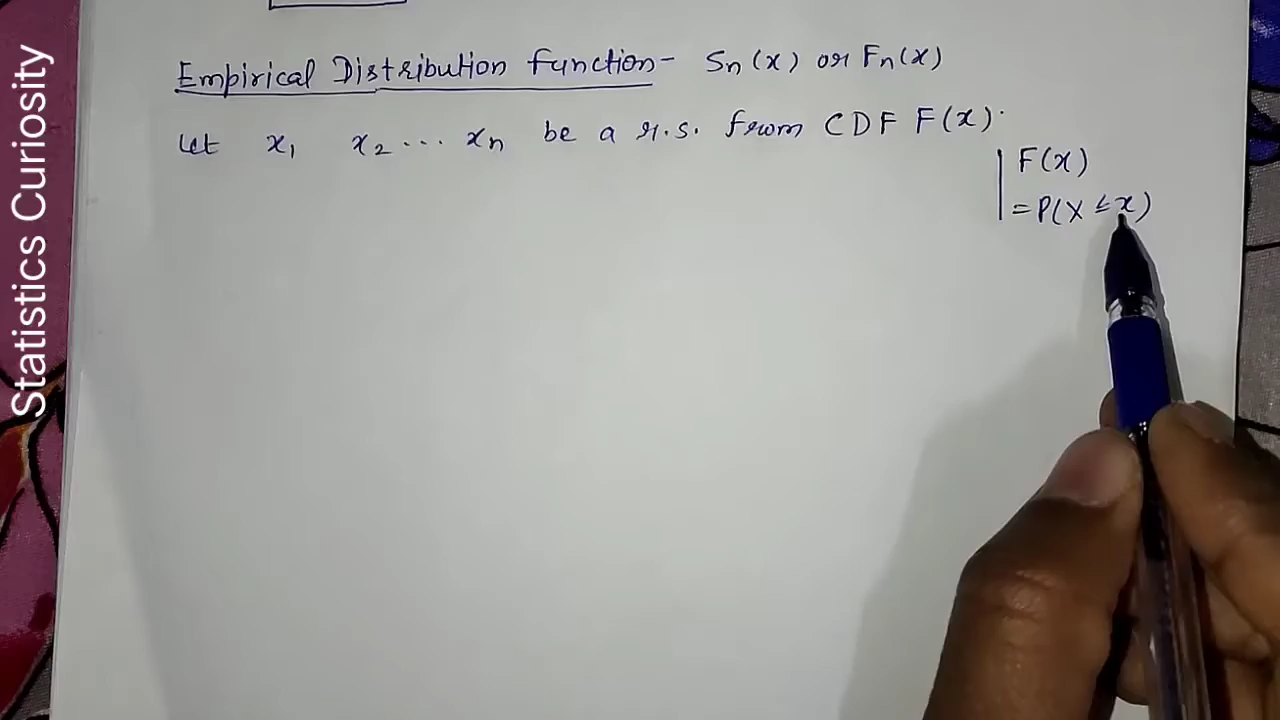 Statistics Curiosity
Empirical Distribution Function- Sn(x) or Fn(x)
Let x1 x2... xn be a r.s. from CDF F(x).
F(x)
=P(X ≤ x)